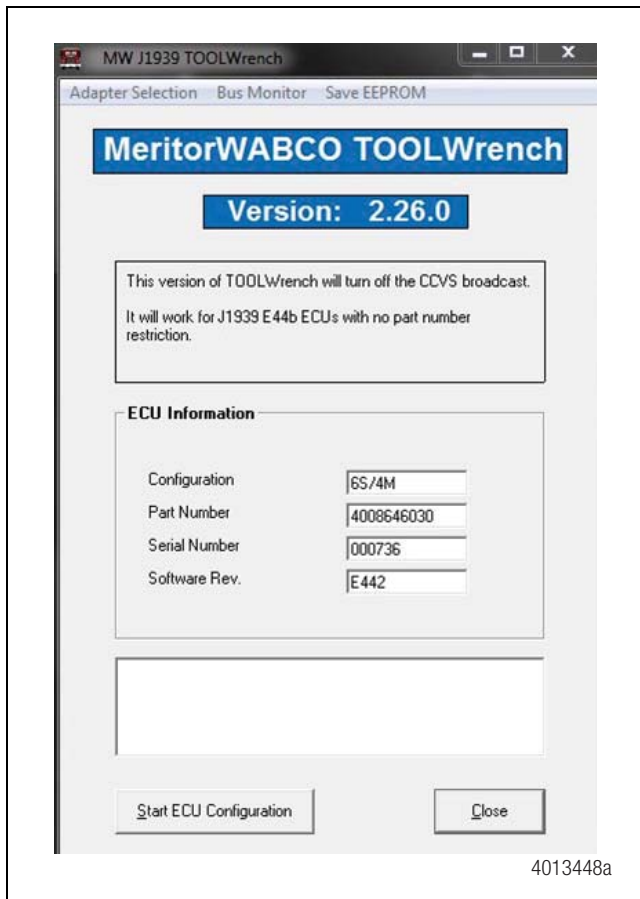 MW J1939 TOOLWrench
Adapter Selection Bus Monitor Save EEPROM
MeritorWABCO TOOLWrench
Version: 2.26.0
This version of TOOLWrench will turn off the CCVS broadcast.
It will work for J1939 E44b ECUs with no part number
restriction.
ECU Information
Configuration 6S/4M
Part Number 4008646030
Serial Number 000736
Software Rev. E442
Start ECU Configuration Close
4013448a